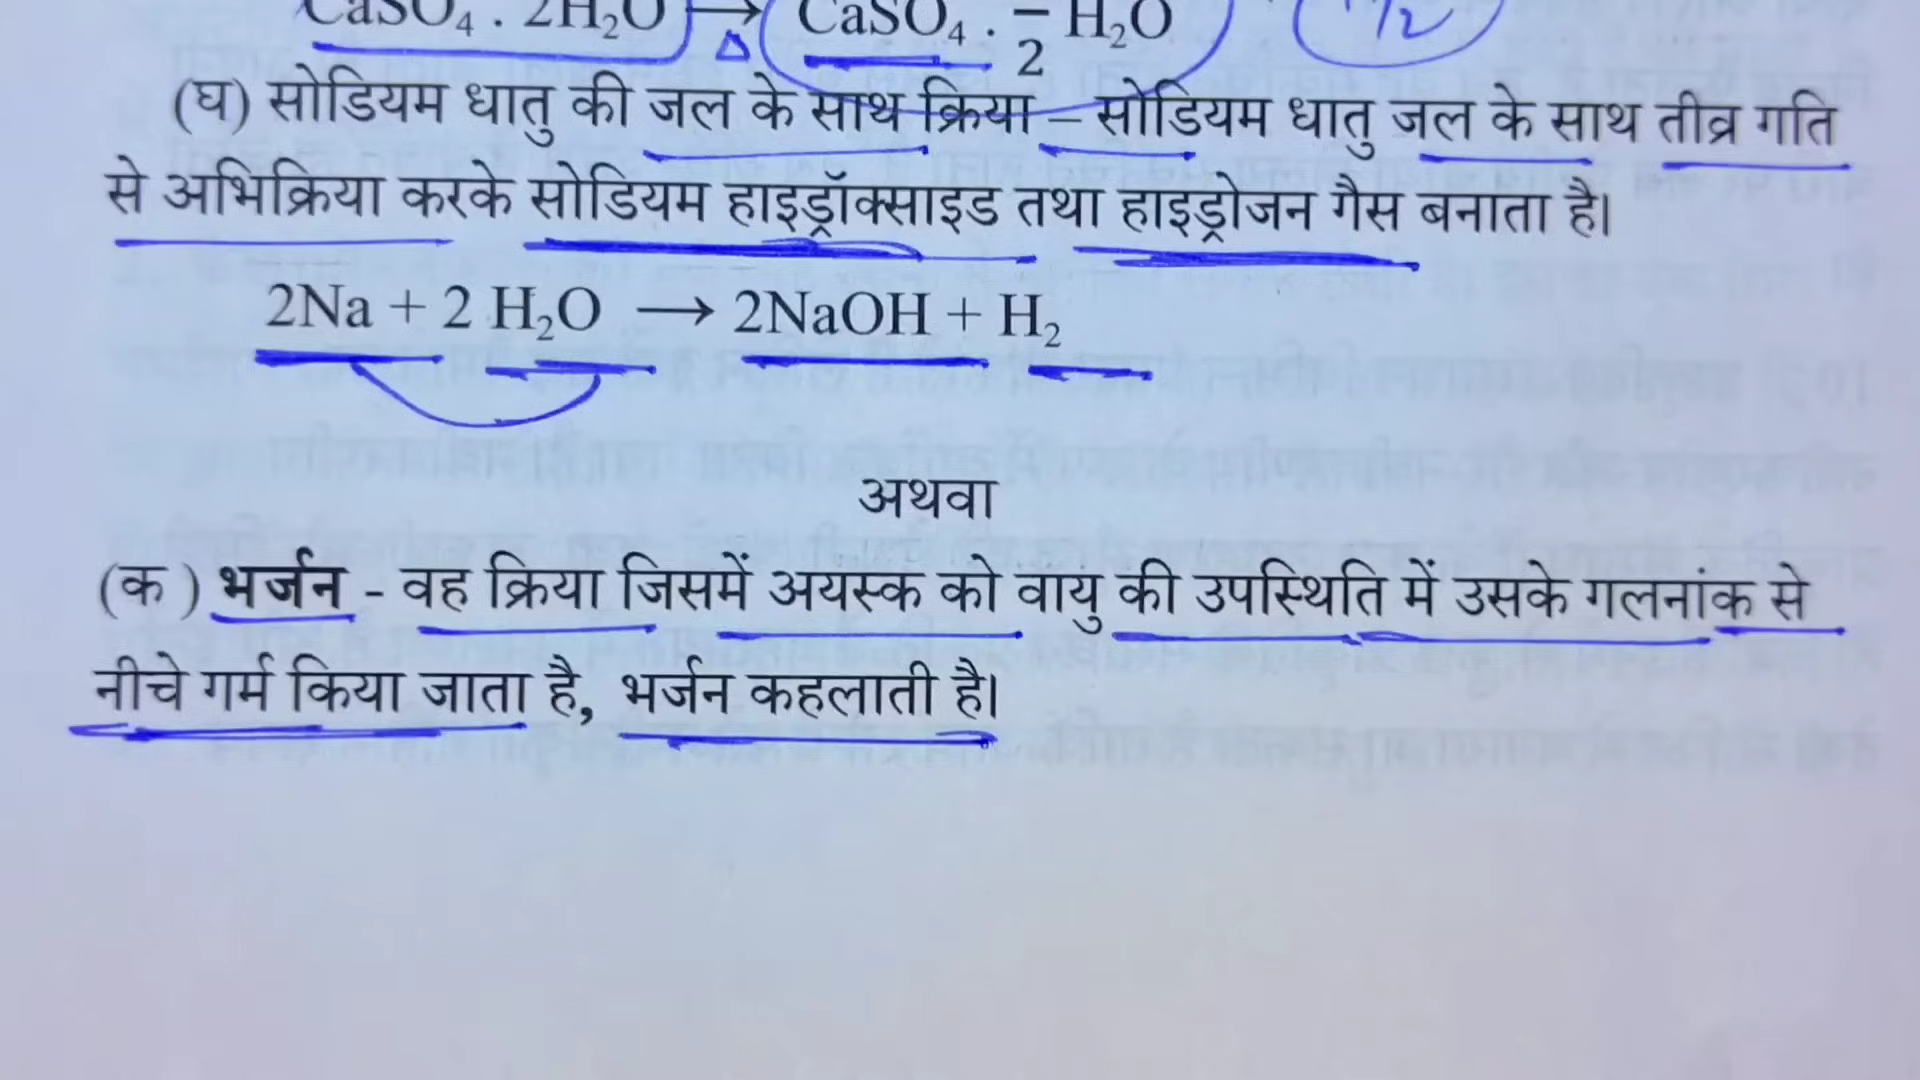 CaSO₄ . 2H₂O → CaSO₄ . –/2 H₂O 1/2
Δ
(घ) सोडियम धातु की जल के साथ क्रिया – सोडियम धातु जल के साथ तीव्र गति
से अभिक्रिया करके सोडियम हाइड्रॉक्साइड तथा हाइड्रोजन गैस बनाता है।
2Na + 2 H₂O → 2NaOH + H₂
अथवा
(क ) भर्जन - वह क्रिया जिसमें अयस्क को वायु की उपस्थिति में उसके गलनांक से
नीचे गर्म किया जाता है, भर्जन कहलाती है।